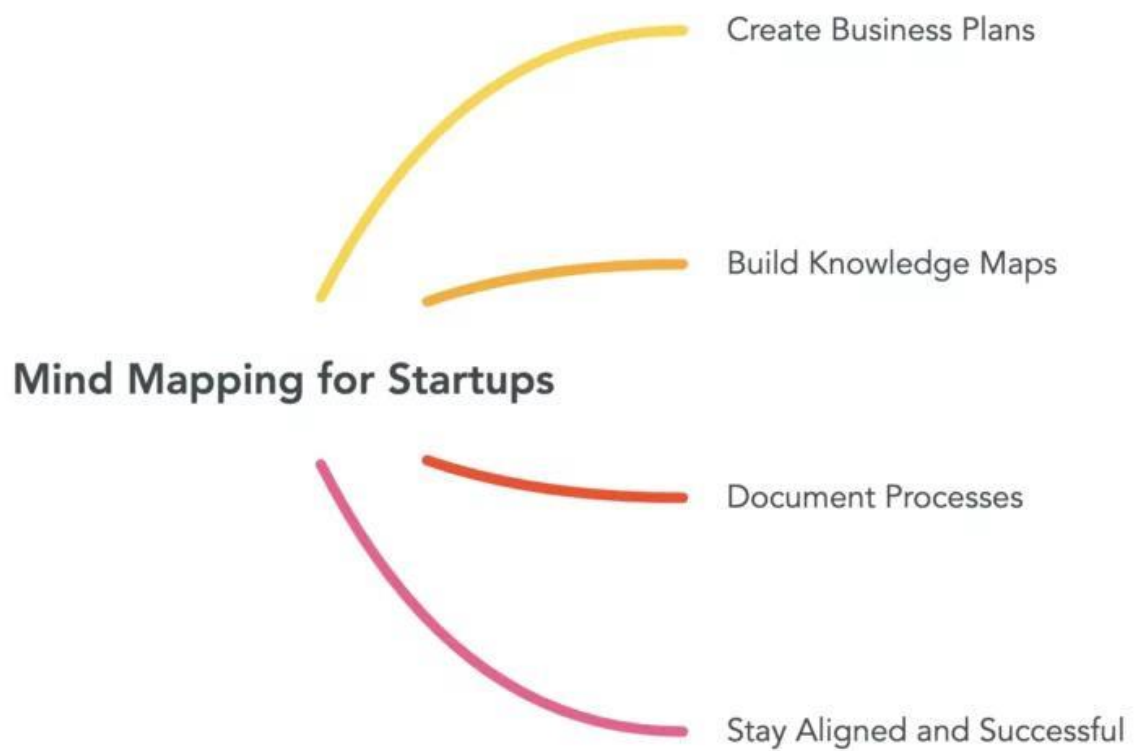 Create Business Plans
Build Knowledge Maps
Mind Mapping for Startups
Document Processes
Stay Aligned and Successful